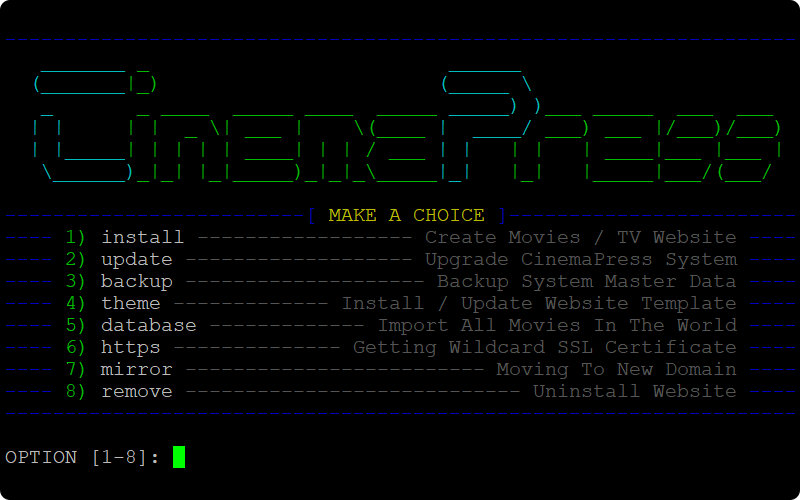 CinemaPress
[ MAKE A CHOICE ]
1) install ------------------ Create Movies / TV Website
2) update ------------------- Upgrade CinemaPress System
3) backup -------------------- Backup System Master Data
4) theme ------------- Install / Update Website Template
5) database ------------- Import All Movies In The World
6) https -------------- Getting Wildcard SSL Certificate
7) mirror ----------------------- Moving To New Domain
8) remove --------------------------- Uninstall Website
OPTION [1-8]: